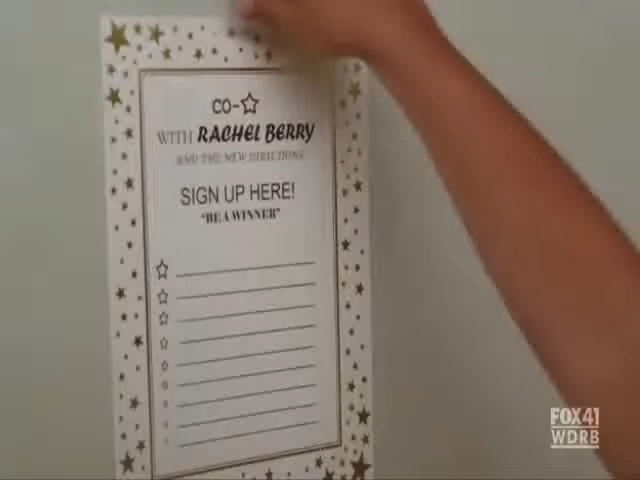 CO-☆
WITH RACHEL BERRY
AND THE NEW DIRECTIONS
SIGN UP HERE!
"BE A WINNER"
FOX41
WDRB